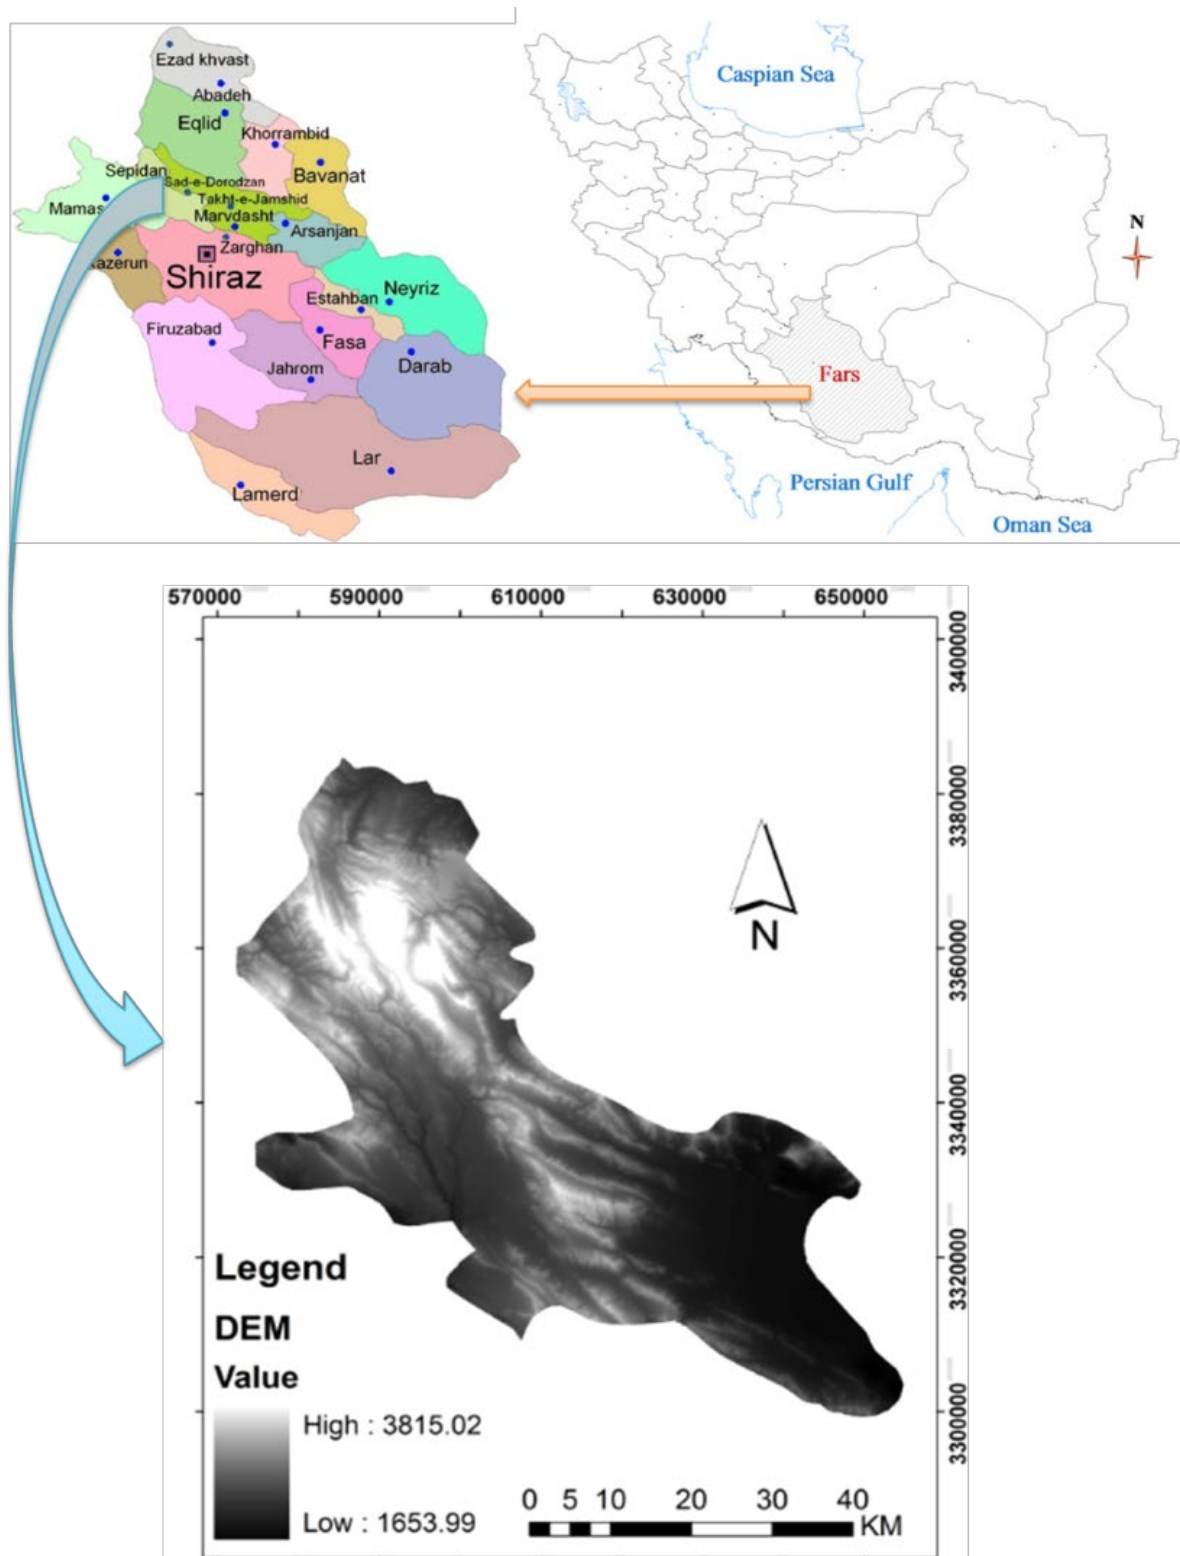 Ezad khvast
Abadeh
Eqlid
Khorrambid
Sepidan
Bavanat
Sad-e-Dorodzan
Takht-e-Jamshid
Mamas
Marvdasht
Arsanjan
Zarghan
Kazerun
Shiraz
Estahban
Neyriz
Firuzabad
Fasa
Jahrom
Darab
Lar
Lamerd
Caspian Sea
N
Fars
Persian Gulf
Oman Sea
570000 590000 610000 630000 650000
3400000
3380000
3360000
3340000
3320000
3300000
N
Legend
DEM
Value
High : 3815.02
Low : 1653.99
0 5 10 20 30 40
KM